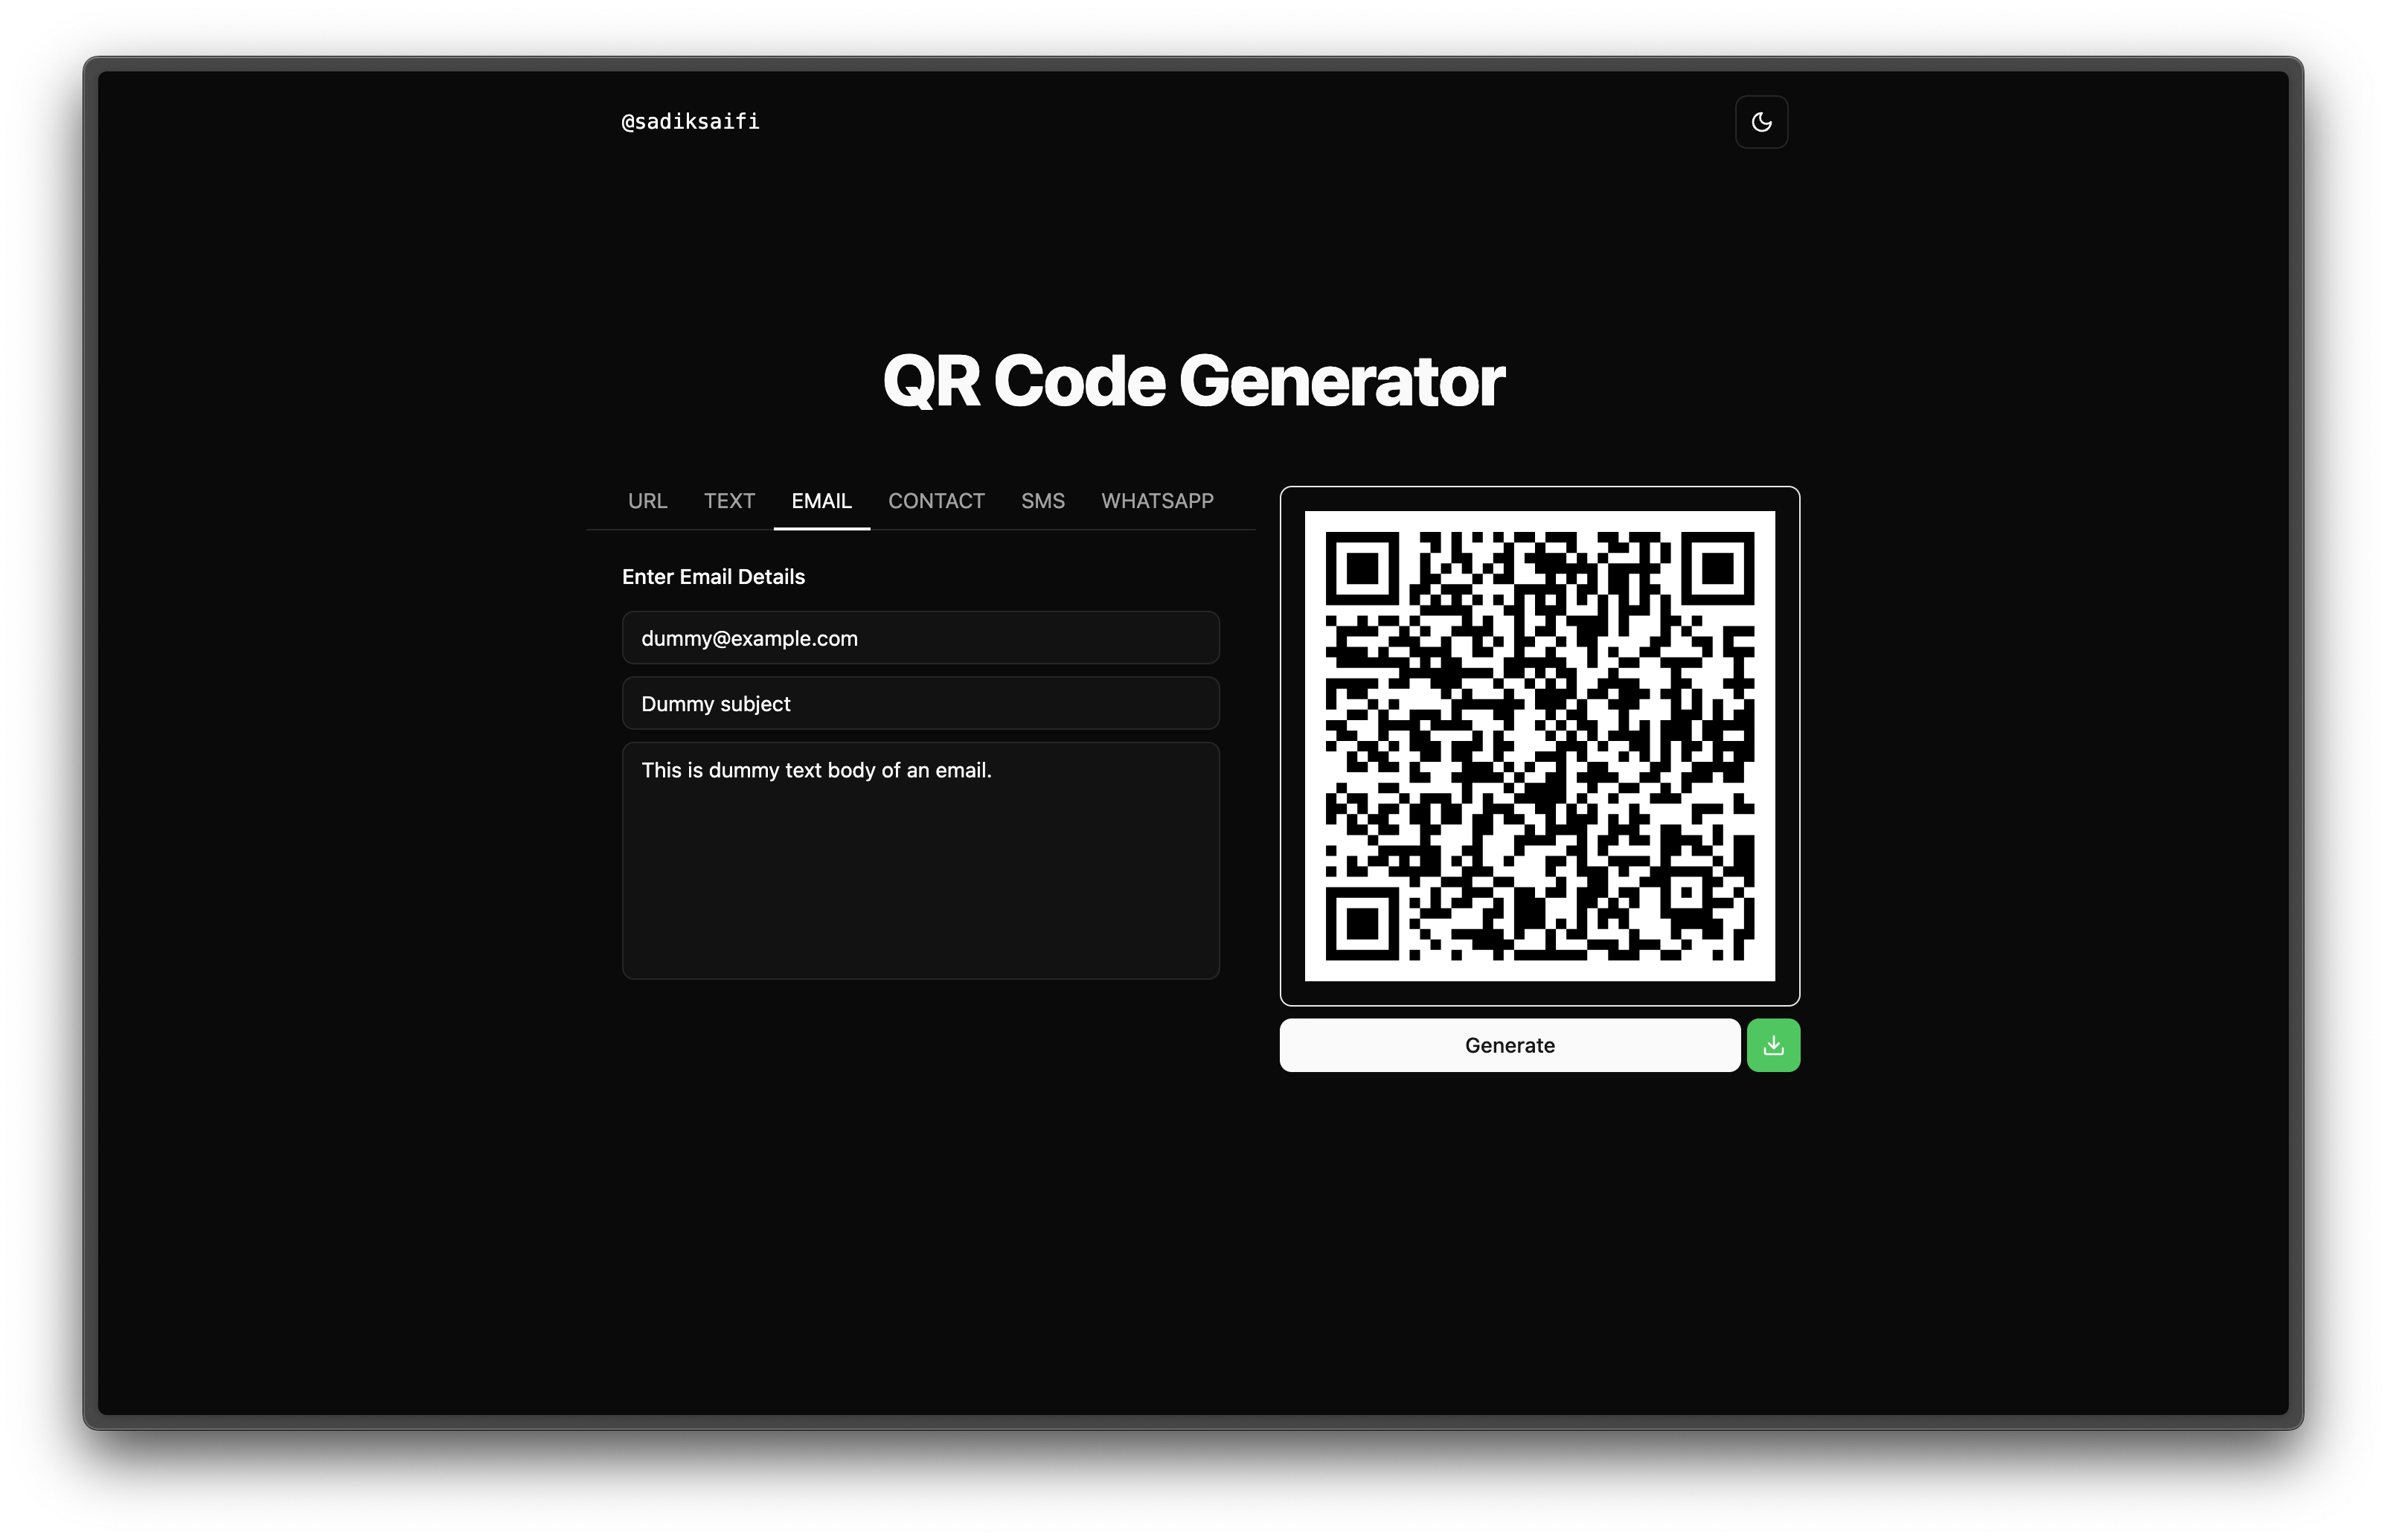 @sadiksaifi
QR Code Generator
URL TEXT EMAIL CONTACT SMS WHATSAPP
Enter Email Details
dummy@example.com
Dummy subject
This is dummy text body of an email.
Generate